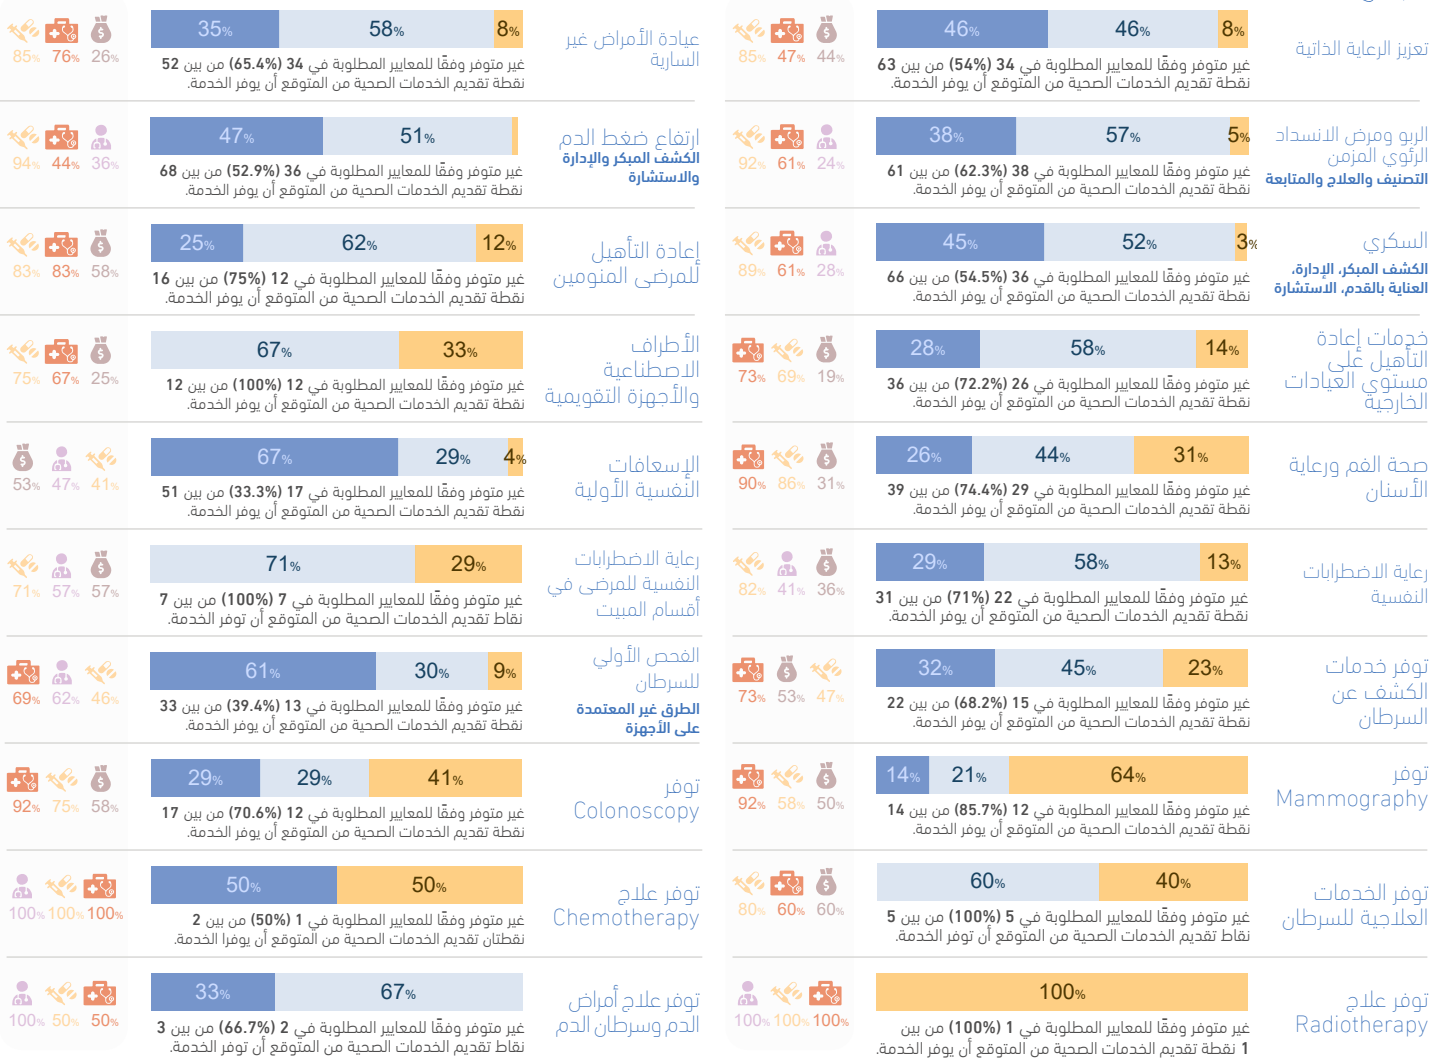 تعزيز الرعاية الذاتية
8% 46% 46%
غير متوفر وفقًا للمعايير المطلوبة في 34 (54%) من بين 63
نقطة تقديم الخدمات الصحية من المتوقع أن يوفر الخدمة.
44% 47% 85%
الربو ومرض الانسداد
الرئوي المزمن
التصنيف والعلاج والمتابعة
5% 57% 38%
غير متوفر وفقًا للمعايير المطلوبة في 38 (62.3%) من بين 61
نقطة تقديم الخدمات الصحية من المتوقع أن يوفر الخدمة.
24% 61% 92%
السكري
الكشف المبكر، الإدارة،
العناية بالقدم، الاستشارة
3% 52% 45%
غير متوفر وفقًا للمعايير المطلوبة في 36 (54.5%) من بين 66
نقطة تقديم الخدمات الصحية من المتوقع أن يوفر الخدمة.
28% 61% 89%
خدمات إعادة
التأهيل على
مستوى العيادات
الخارجية
14% 58% 28%
غير متوفر وفقًا للمعايير المطلوبة في 26 (72.2%) من بين 36
نقطة تقديم الخدمات الصحية من المتوقع أن يوفر الخدمة.
19% 69% 73%
صحة الفم ورعاية
الأسنان
31% 44% 26%
غير متوفر وفقًا للمعايير المطلوبة في 29 (74.4%) من بين 39
نقطة تقديم الخدمات الصحية من المتوقع أن يوفر الخدمة.
31% 86% 90%
رعاية الاضطرابات
النفسية
13% 58% 29%
غير متوفر وفقًا للمعايير المطلوبة في 22 (71%) من بين 31
نقطة تقديم الخدمات الصحية من المتوقع أن يوفر الخدمة.
36% 41% 82%
توفر خدمات
الكشف عن
السرطان
23% 45% 32%
غير متوفر وفقًا للمعايير المطلوبة في 15 (68.2%) من بين 22
نقطة تقديم الخدمات الصحية من المتوقع أن يوفر الخدمة.
47% 53% 73%
توفر
Mammography
64% 21% 14%
غير متوفر وفقًا للمعايير المطلوبة في 12 (85.7%) من بين 14
نقطة تقديم الخدمات الصحية من المتوقع أن يوفر الخدمة.
50% 58% 92%
توفر الخدمات
العلاجية للسرطان
40% 60%
غير متوفر وفقًا للمعايير المطلوبة في 5 (100%) من بين 5
نقاط تقديم الخدمات الصحية من المتوقع أن توفر الخدمة.
60% 60% 80%
توفر علاج
Radiotherapy
100%
غير متوفر وفقًا للمعايير المطلوبة في 1 (100%) من بين
1 نقطة تقديم الخدمات الصحية من المتوقع أن يوفر الخدمة.
100% 100% 100%
عيادة الأمراض غير
السارية
8% 58% 35%
غير متوفر وفقًا للمعايير المطلوبة في 34 (65.4%) من بين 52
نقطة تقديم الخدمات الصحية من المتوقع أن يوفر الخدمة.
26% 76% 85%
ارتفاع ضغط الدم
الكشف المبكر والإدارة
والاستشارة
51% 47%
غير متوفر وفقًا للمعايير المطلوبة في 36 (52.9%) من بين 68
نقطة تقديم الخدمات الصحية من المتوقع أن يوفر الخدمة.
36% 44% 94%
إعادة التأهيل
للمرضى المنومين
12% 62% 25%
غير متوفر وفقًا للمعايير المطلوبة في 12 (75%) من بين 16
نقطة تقديم الخدمات الصحية من المتوقع أن يوفر الخدمة.
58% 83% 83%
الأطراف
الاصطناعية
والأجهزة التقويمية
33% 67%
غير متوفر وفقًا للمعايير المطلوبة في 12 (100%) من بين 12
نقطة تقديم الخدمات الصحية من المتوقع أن يوفر الخدمة.
25% 67% 75%
الإسعافات
النفسية الأولية
4% 29% 67%
غير متوفر وفقًا للمعايير المطلوبة في 17 (33.3%) من بين 51
نقطة تقديم الخدمات الصحية من المتوقع أن يوفر الخدمة.
41% 47% 53%
رعاية الاضطرابات
النفسية للمرضى في
أقسام المبيت
29% 71%
غير متوفر وفقًا للمعايير المطلوبة في 7 (100%) من بين 7
نقاط تقديم الخدمات الصحية من المتوقع أن توفر الخدمة.
57% 57% 71%
الفحص الأولي
للسرطان
الطرق غير المعتمدة
على الأجهزة
9% 30% 61%
غير متوفر وفقًا للمعايير المطلوبة في 13 (39.4%) من بين 33
نقطة تقديم الخدمات الصحية من المتوقع أن يوفر الخدمة.
46% 62% 69%
توفر
Colonoscopy
41% 29% 29%
غير متوفر وفقًا للمعايير المطلوبة في 12 (70.6%) من بين 17
نقطة تقديم الخدمات الصحية من المتوقع أن يوفر الخدمة.
58% 75% 92%
توفر علاج
Chemotherapy
50% 50%
غير متوفر وفقًا للمعايير المطلوبة في 1 (50%) من بين 2
نقطتان تقديم الخدمات الصحية من المتوقع أن يوفرا الخدمة.
100% 100% 100%
توفر علاج أمراض
الدم وسرطان الدم
67% 33%
غير متوفر وفقًا للمعايير المطلوبة في 2 (66.7%) من بين 3
نقاط تقديم الخدمات الصحية من المتوقع أن توفر الخدمة.
50% 50% 100%